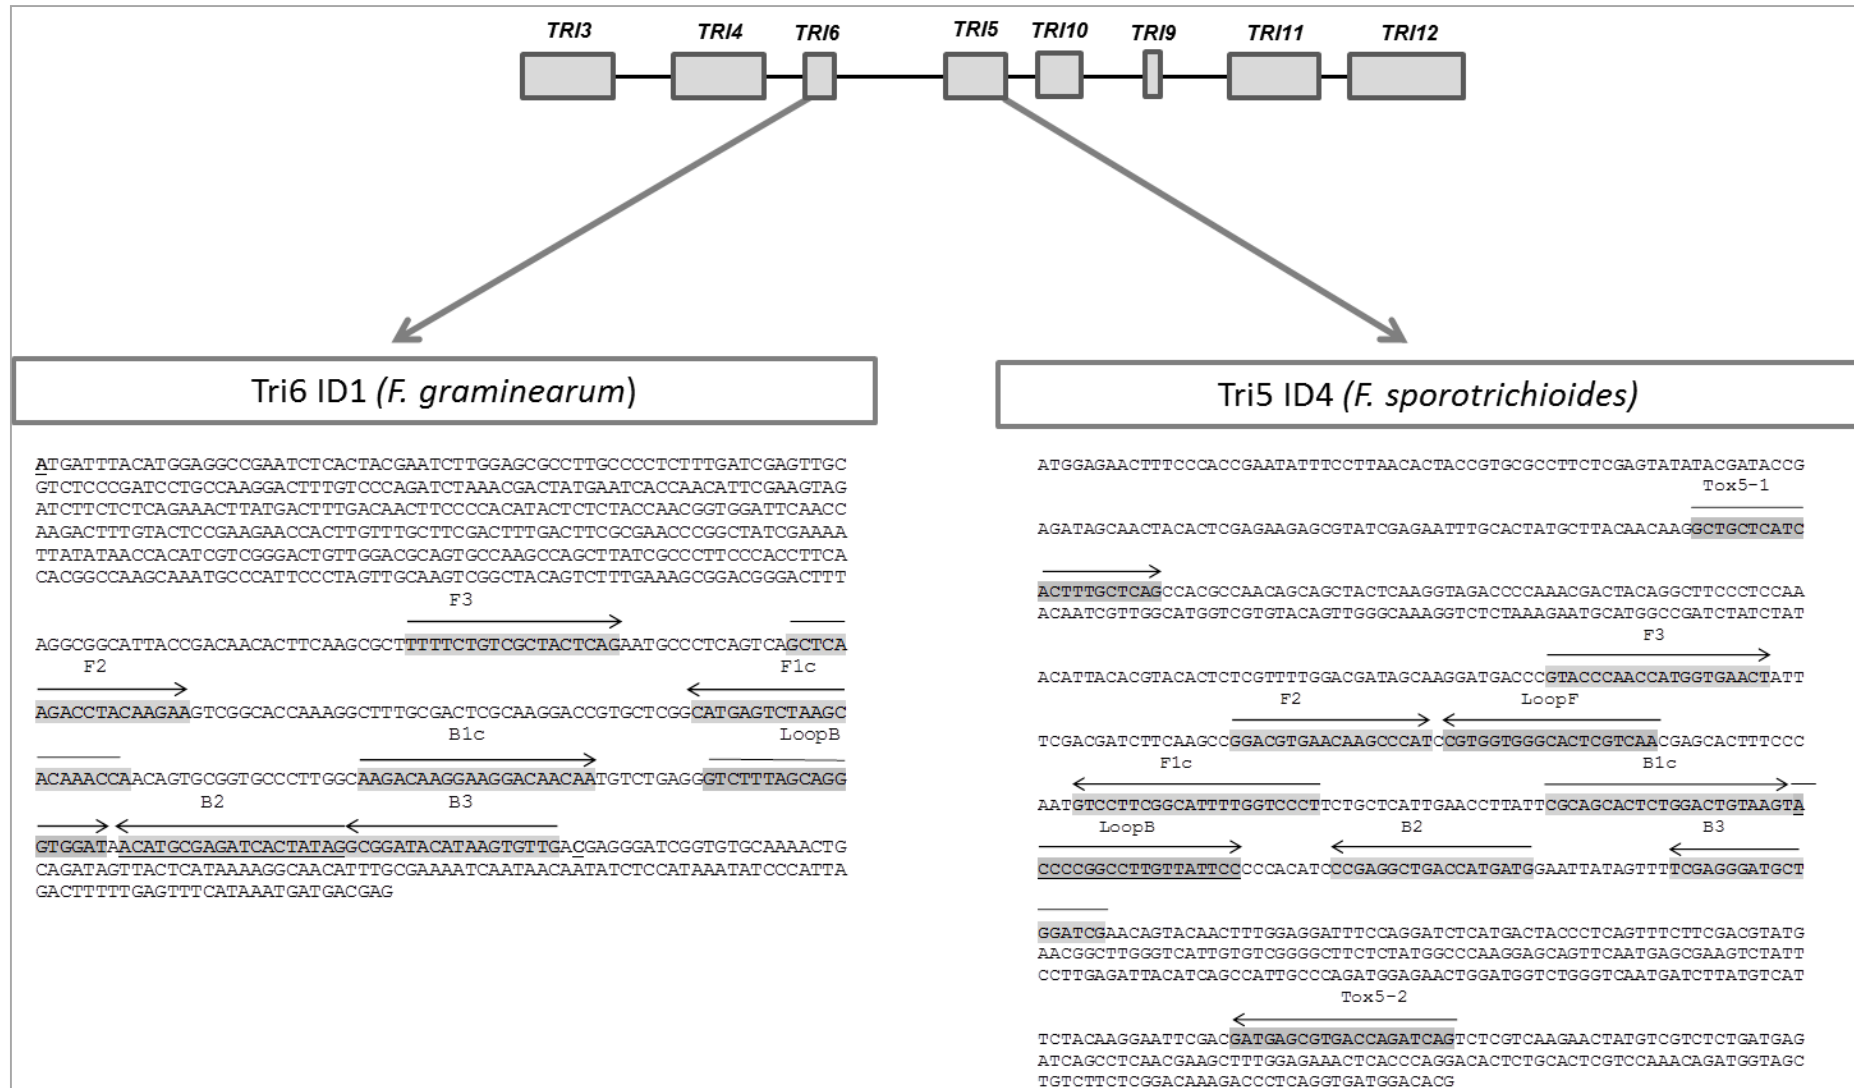 TRI3 TRI4 TRI6 TRI5 TRI10 TRI9 TRI11 TRI12
Tri6 ID1 (F. graminearum)
ATGATTTACATGGAGGCCGAATCTCACTACGAATCTTGGAGCGCCTTGCCCCTCTTTGATCGAGTTGC
GTCTCCCGATCCTGCCAAGGACTTTGTCCCAGATCTAAACGACTATGAATCACCAACATTCGAAGTAG
ATCTTCTCTCAGAAACTTATGACTTTGACAACTTCCCCACATACTCTCTACCAACGGTGGATTCAACC
AAGACTTTGTACTCCGAAGAACCACTTGTTTGCTTCGACTTTGACTTCGCGAACCCGGCTATCGAAAA
TTATATAACCACATCGTCGGGACTGTTGGACGCAGTGCCAAGCCAGCTTATCGCCCTTCCCACCTTCA
CACGGCCAAGCAAATGCCCATTCCCTAGTTGCAAGTCGGCTACAGTCTTTGAAAGCGGACGGGACTTT
F3
AGGCGGCATTACCGACAACACTTCAAGCGCTTTTTCTGTCGCTACTCAGAATGCCCTCAGTCAGCTCA
F2 F1c
AGACCTACAAGAAGTCGGCACCAAAGGCTTTGCGACTCGCAAGGACCGTGCTCGGCATGAGTCTAAGC
B1c LoopB
ACAAACCAACAGTGCGGTGCCCTTGGCAAGACAAGGAAGGACAACAATGTCTGAGGGTCTTTAGCAGG
B2 B3
GTGGATAACATGCGAGATCACTATAGGCGGATACATAAGTGTTGACGAGGGATCGGTGTGCAAAACTG
CAGATAGTTACTCATAAAAGGCAACATTTGCGAAAATCAATAACAATATCTCCATAAATATCCCATTA
GACTTTTTGAGTTTCATAAATGATGACGAG
Tri5 ID4 (F. sporotrichioides)
ATGGAGAACTTTCCCACCGAATATTTCCTTAACACTACCGTGCGCCTTCTCGAGTATATACGATACCG
Tox5-1
AGATAGCAACTACACTCGAGAAGAGCGTATCGAGAATTTGCACTATGCTTACAACAAGGCTGCTCATC
ACTTTGCTCAGCCACGCCAACAGCAGCTACTCAAGGTAGACCCCAAACGACTACAGGCTTCCCTCCAA
ACAATCGTTGGCATGGTCGTGTACAGTTGGGCAAAGGTCTCTAAAGAATGCATGGCCGATCTATCTAT
F3
ACATTACACGTACACTCTCGTTTTGGACGATAGCAAGGATGACCCGTACCCAACCATGGTGAACTATT
F2 LoopF
TCGACGATCTTCAAGCCGGACGTGAACAAGCCCATCCGTGGTGGGCACTCGTCAACGAGCACTTTCCC
F1c B1c
AATGTCCTTCGGCATTTTGGTCCCTTCTGCTCATTGAACCTTATTCGCAGCACTCTGGACTGTAAGTA
LoopB B2 B3
CCCCGGCCTTGTTATTCCCCCACATCCCGAGGCTGACCATGATGGAATTATAGTTTTCGAGGGATGCT
GGATCGAACAGTACAACTTTGGAGGATTTCCAGGATCTCATGACTACCCTCAGTTTCTTCGACGTATG
AACGGCTTGGGTCATTGTGTCGGGGCTTCTCTATGGCCCAAGGAGCAGTTCAATGAGCGAAGTCTATT
CCTTGAGATTACATCAGCCATTGCCCAGATGGAGAACTGGATGGTCTGGGTCAATGATCTTATGTCAT
Tox5-2
TCTACAAGGAATTCGACGATGAGCGTGACCAGATCAGTCTCGTCAAGAACTATGTCGTCTCTGATGAG
ATCAGCCTCAACGAAGCTTTGGAGAAACTCACCCAGGACACTCTGCACTCGTCCAAACAGATGGTAGC
TGTCTTCTCGGACAAAGACCCTCAGGTGATGGACACG